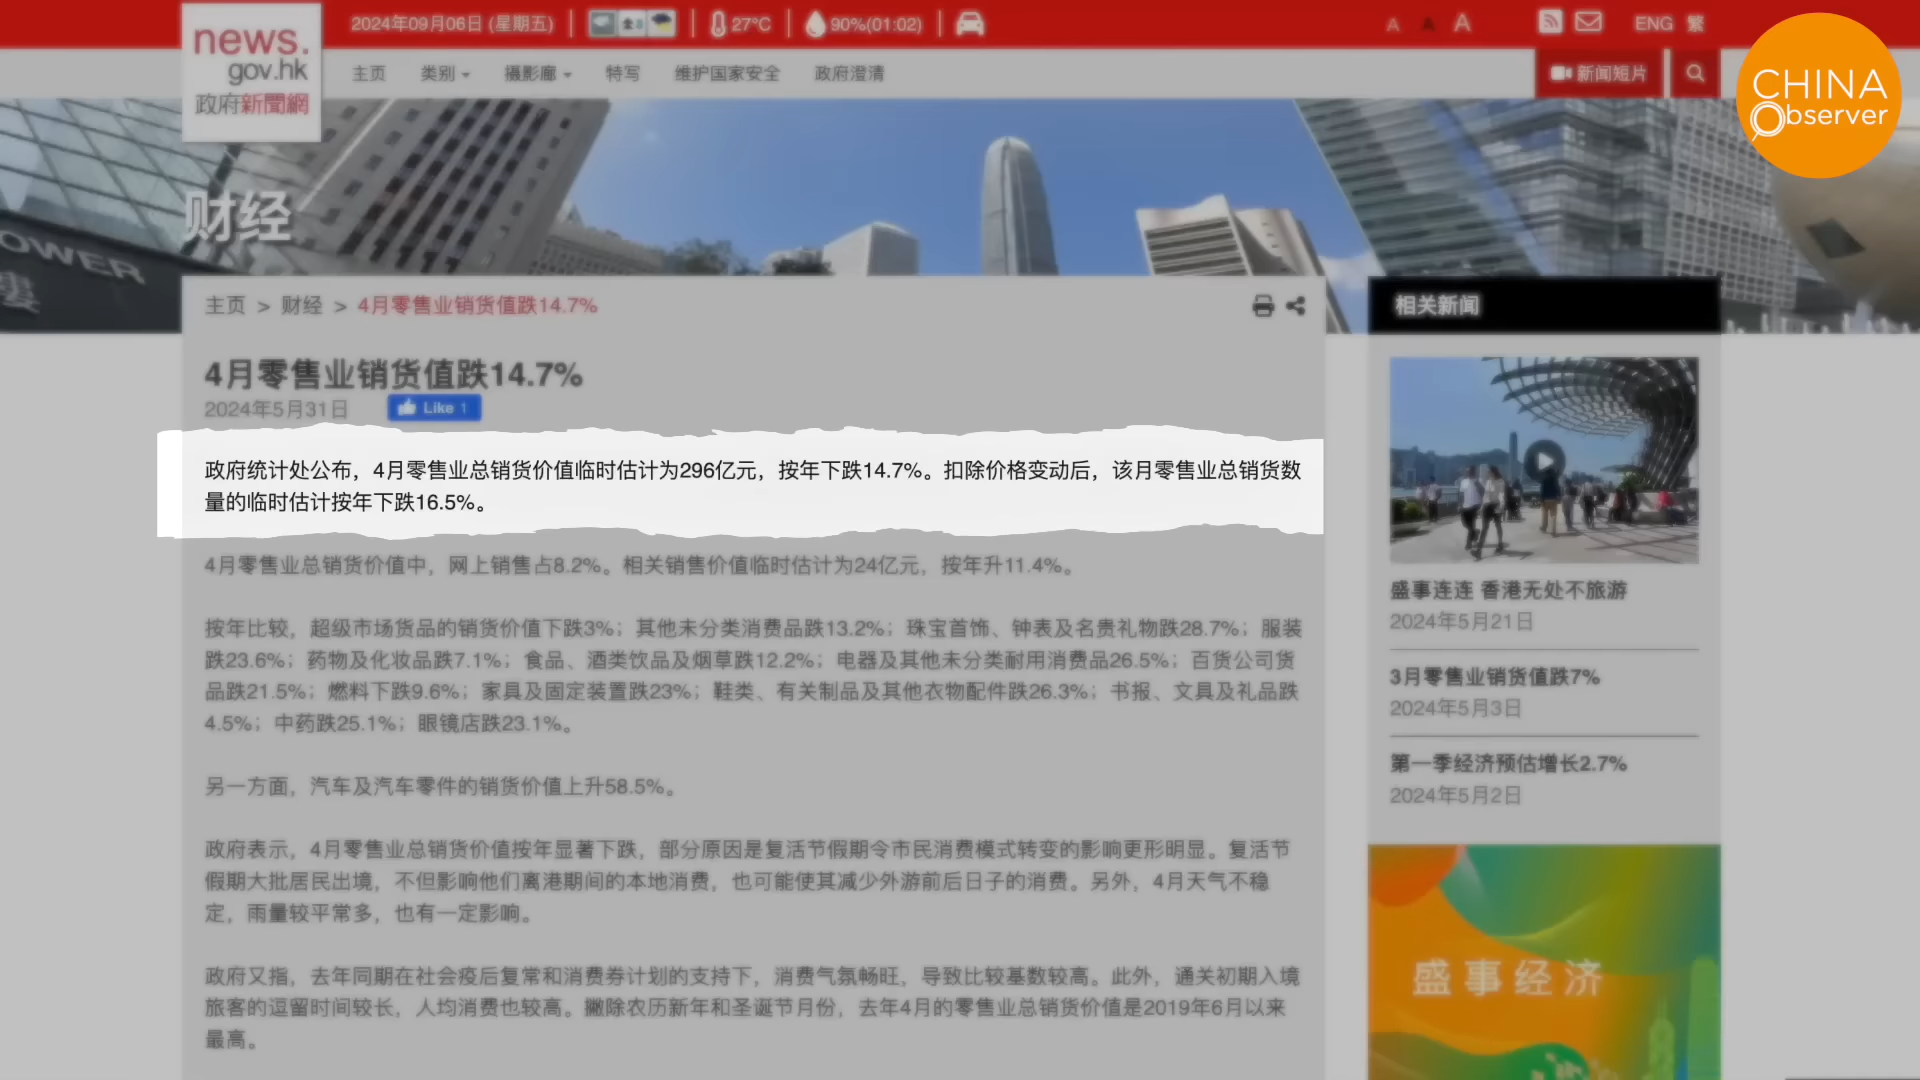 news.
gov.hk
政府新聞網
2024年09月06日 (星期五)
27°C
90%(01:02)
A A A
ENG 繁
主页 类别 摄影廊 特写 维护国家安全 政府澄清
新闻短片
CHINA
Observer
财经
OWER
樓
主页 > 财经 > 4月零售业销货值跌14.7%
4月零售业销货值跌14.7%
2024年5月31日
Like 1
政府统计处公布，4月零售业总销货价值临时估计为296亿元，按年下跌14.7%。扣除价格变动后，该月零售业总销货数
量的临时估计按年下跌16.5%。
4月零售业总销货价值中，网上销售占8.2%。相关销售价值临时估计为24亿元，按年升11.4%。
按年比较，超级市场货品的销货价值下跌3%；其他未分类消费品跌13.2%；珠宝首饰、钟表及名贵礼物跌28.7%；服装
跌23.6%；药物及化妆品跌7.1%；食品、酒类饮品及烟草跌12.2%；电器及其他未分类耐用消费品26.5%；百货公司货
品跌21.5%；燃料下跌9.6%；家具及固定装置跌23%；鞋类、有关制品及其他衣物配件跌26.3%；书报、文具及礼品跌
4.5%；中药跌25.1%；眼镜店跌23.1%。
另一方面，汽车及汽车零件的销货价值上升58.5%。
政府表示，4月零售业总销货价值按年显著下跌，部分原因是复活节假期令市民消费模式转变的影响更形明显。复活节
假期大批居民出境，不但影响他们离港期间的本地消费，也可能使其减少外游前后日子的消费。另外，4月天气不稳
定，雨量较平常多，也有一定影响。
政府又指，去年同期在社会疫后复常和消费券计划的支持下，消费气氛畅旺，导致比较基数较高。此外，通关初期入境
旅客的逗留时间较长，人均消费也较高。撇除农历新年和圣诞节月份，去年4月的零售业总销货价值是2019年6月以来
最高。
相关新闻
盛事连连 香港无处不旅游
2024年5月21日
3月零售业销货值跌7%
2024年5月3日
第一季经济预估增长2.7%
2024年5月2日
盛事经济